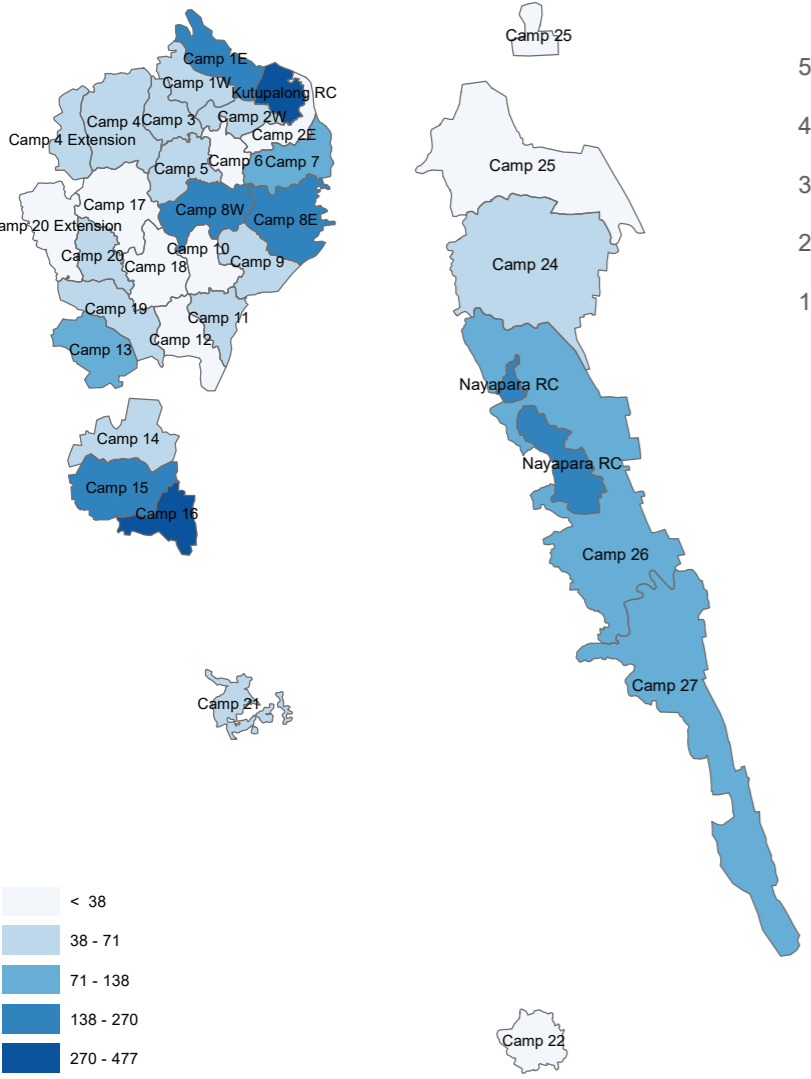 Camp 25
5
Camp 1E
Camp 1W
Kutupalong RC
Camp 4
Camp 3
Camp 2W
4
Camp 4 Extension
Camp 2E
Camp 5
Camp 6
Camp 7
Camp 25
3
Camp 17
Camp 8W
Camp 8E
amp 20 Extension
2
Camp 10
Camp 20
Camp 18
Camp 9
Camp 24
1
Camp 19
Camp 11
Camp 12
Camp 13
Nayapara RC
Camp 14
Nayapara RC
Camp 15
Camp 16
Camp 26
Camp 27
Camp 21
< 38
38 - 71
71 - 138
138 - 270
270 - 477
Camp 22